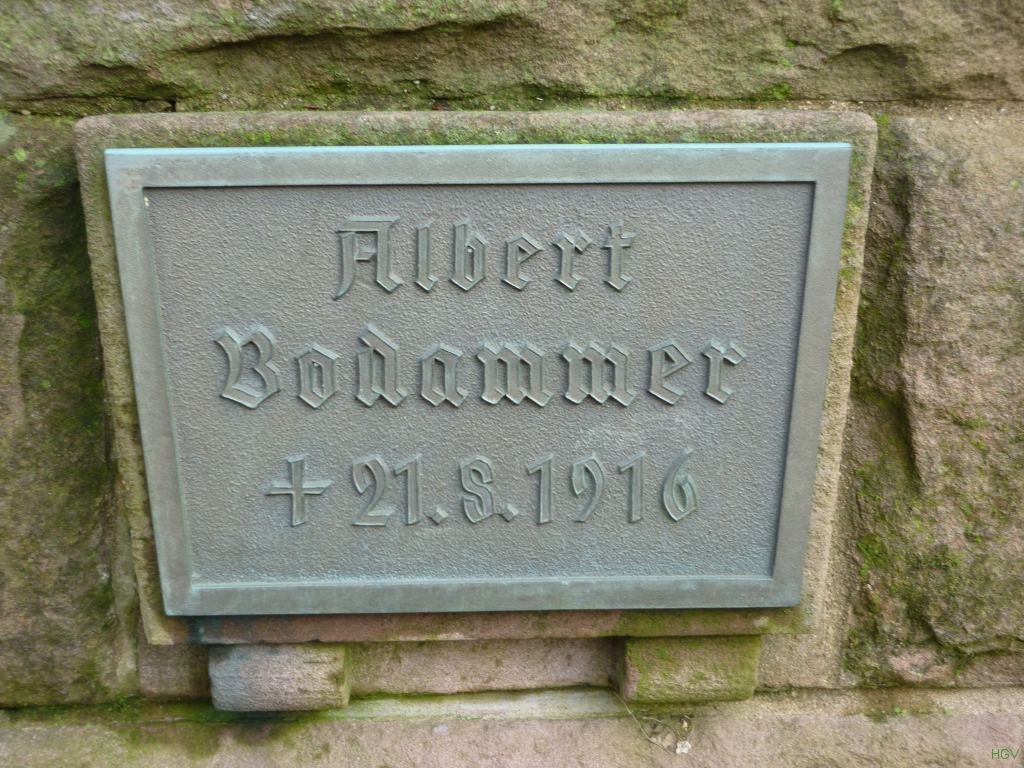 Albert
Bodammer
† 21.8.1916
HGV